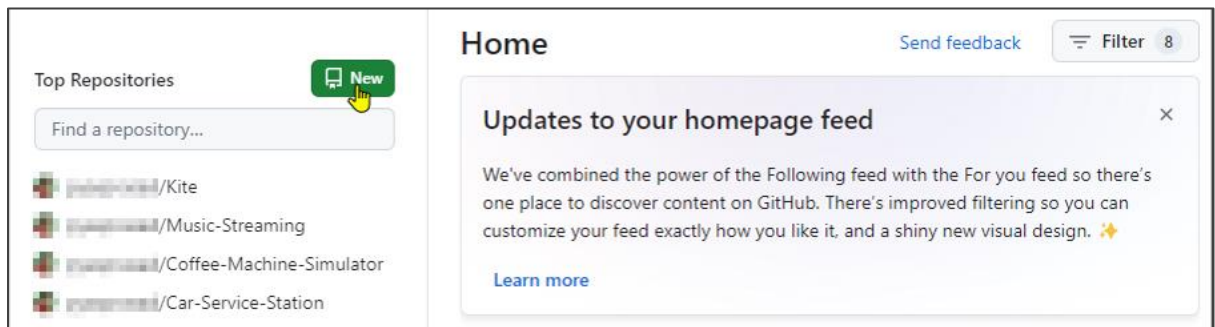 Top Repositories
New
Find a repository...
/Kite
/Music-Streaming
/Coffee-Machine-Simulator
/Car-Service-Station
Home
Send feedback
Filter 8
Updates to your homepage feed
We've combined the power of the Following feed with the For you feed so there's
one place to discover content on GitHub. There's improved filtering so you can
customize your feed exactly how you like it, and a shiny new visual design. ✨
Learn more